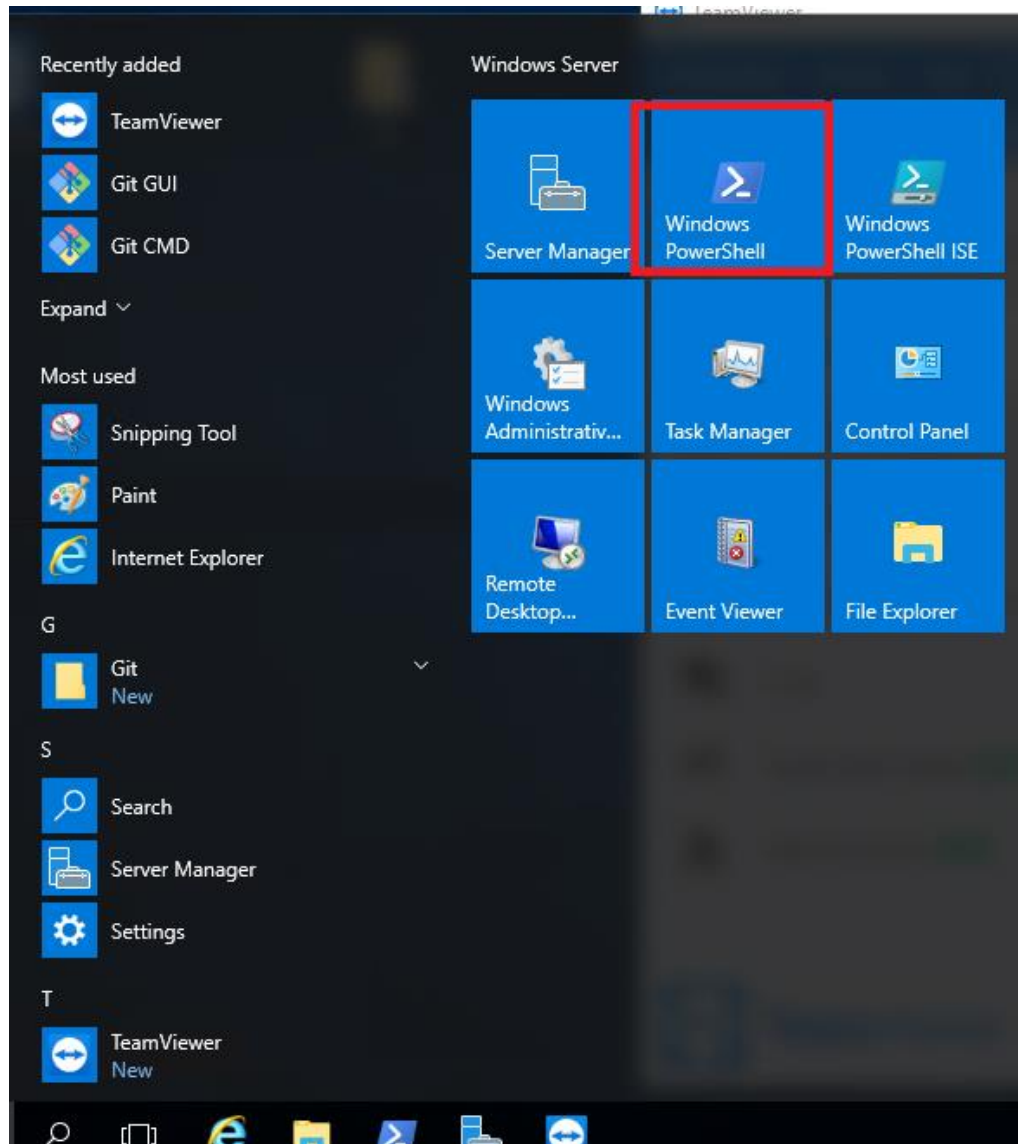 TeamViewer
Recently added
TeamViewer
Git GUI
Git CMD
Expand
Most used
Snipping Tool
Paint
Internet Explorer
G
Git
New
S
Search
Server Manager
Settings
T
TeamViewer
New
Windows Server
Server Manager
Windows
PowerShell
Windows
PowerShell ISE
Windows
Administrativ...
Task Manager
Control Panel
Remote
Desktop...
Event Viewer
File Explorer